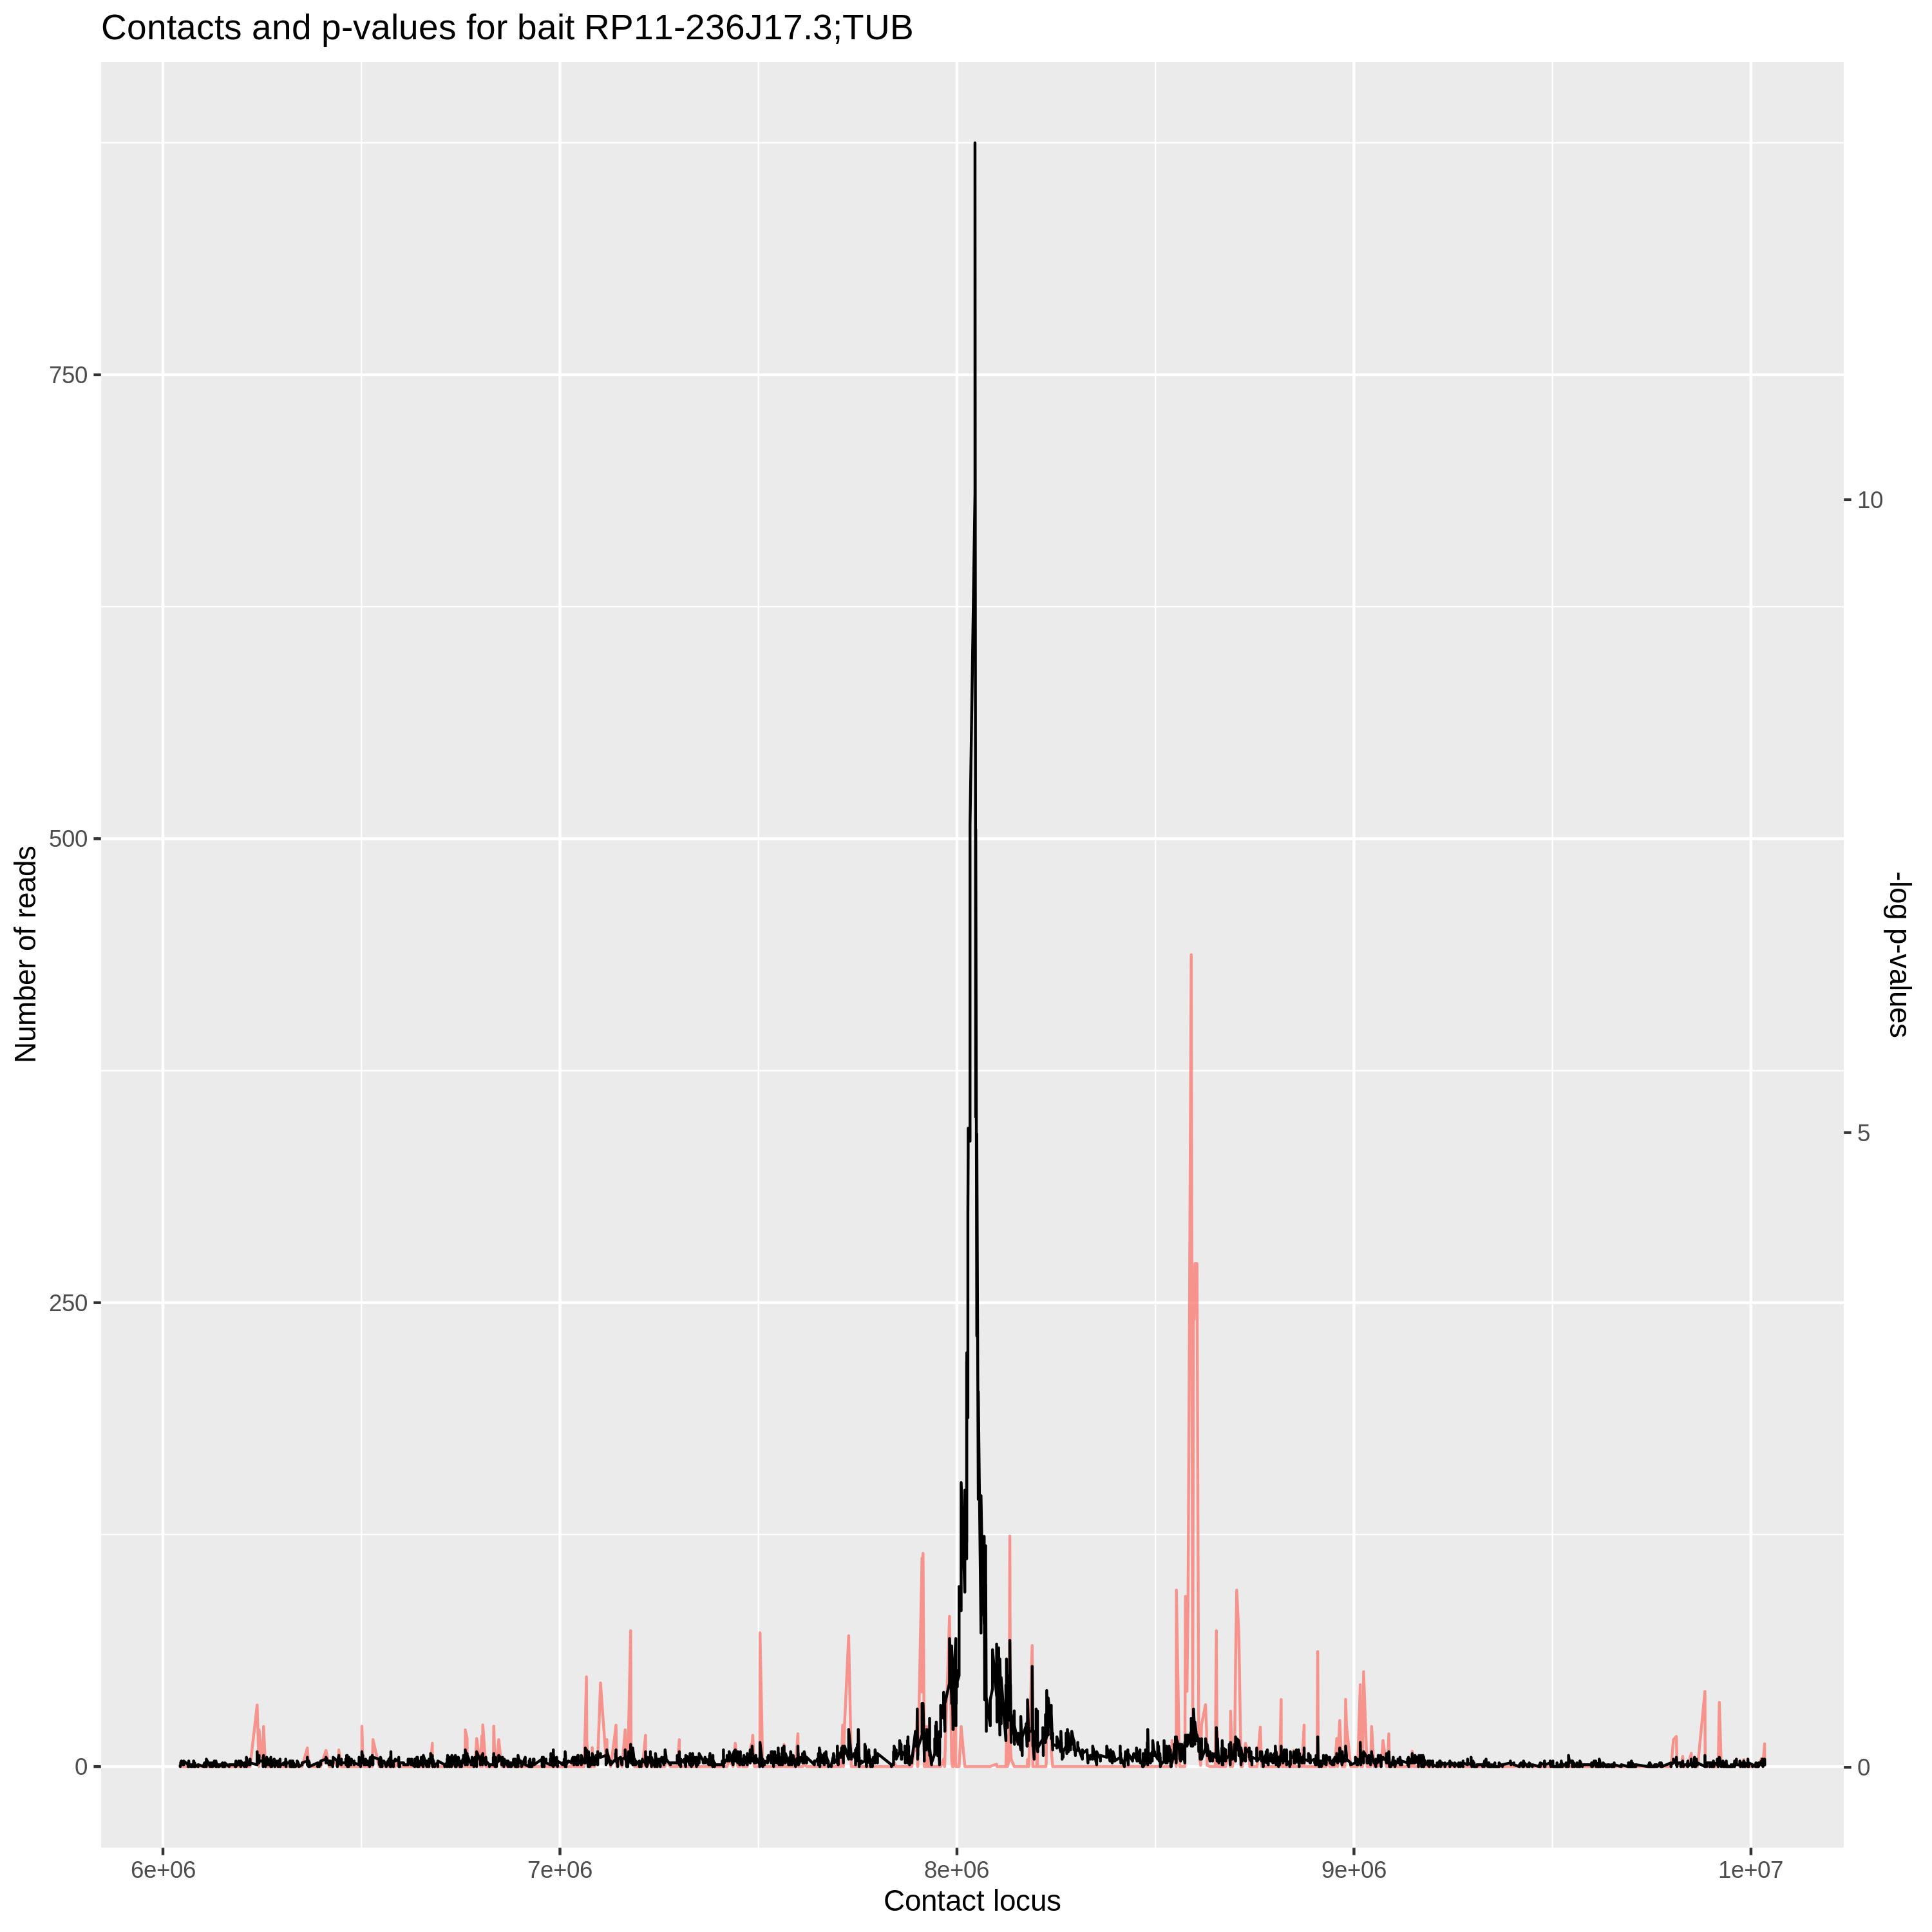 Contacts and p-values for bait RP11-236J17.3;TUB
750
500
250
0
10
5
0
Number of reads
-log p-values
6e+06 7e+06 8e+06 9e+06 1e+07
Contact locus